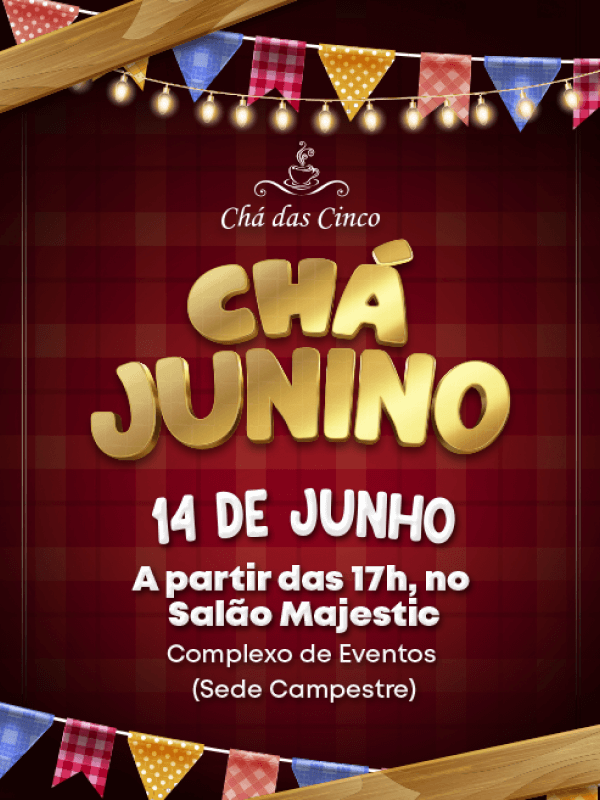 Chá das Cinco
CHÁ
JUNINO
14 DE JUNHO
A partir das 17h, no
Salão Majestic
Complexo de Eventos
(Sede Campestre)